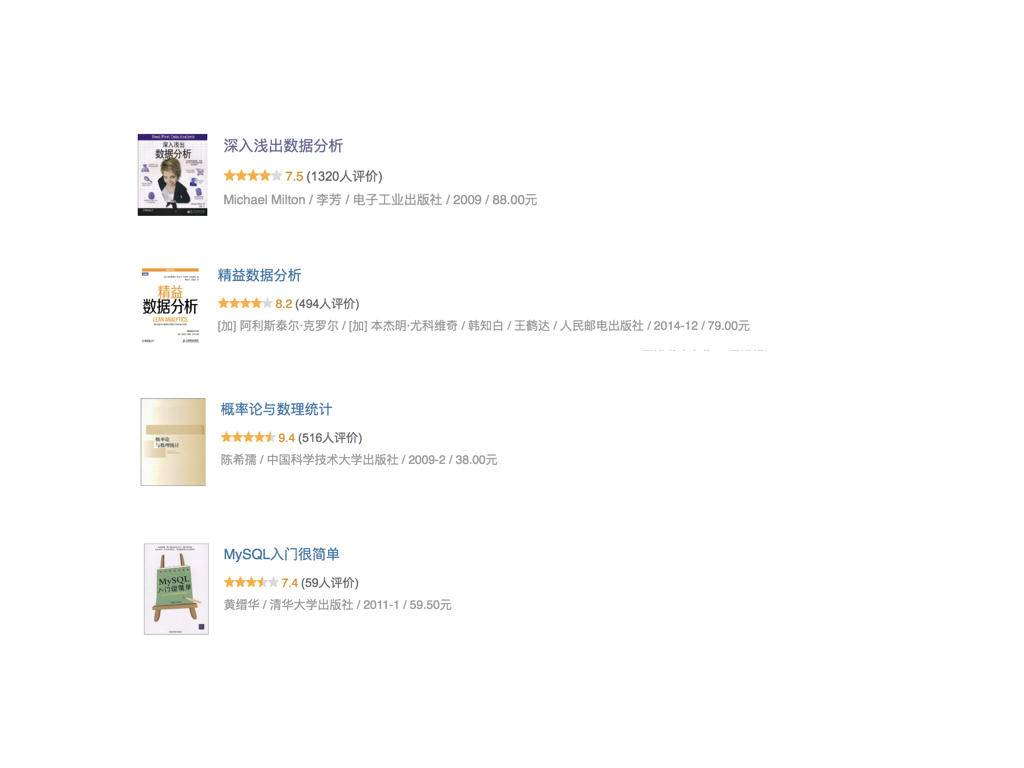 Head First Data Analysis
深入浅出
数据分析
深入浅出数据分析
7.5 (1320人评价)
Michael Milton / 李芳 / 电子工业出版社 / 2009 / 88.00元
精益
数据分析
LEAN ANALYTICS
精益数据分析
8.2 (494人评价)
[加] 阿利斯泰尔·克罗尔 / [加] 本杰明·尤科维奇 / 韩知白 / 王鹤达 / 人民邮电出版社 / 2014-12 / 79.00元
概率论
与数理统计
概率论与数理统计
9.4 (516人评价)
陈希孺 / 中国科学技术大学出版社 / 2009-2 / 38.00元
MySQL
入门很简单
MySQL入门很简单
7.4 (59人评价)
黄缙华 / 清华大学出版社 / 2011-1 / 59.50元